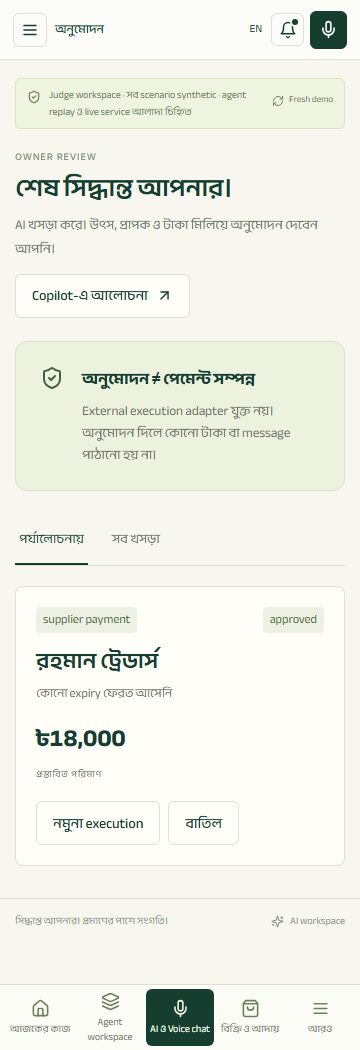 অনুমোদন
EN
Judge workspace · সব scenario synthetic · agent
replay ও live service আলাদা চিহ্নিত
Fresh demo
OWNER REVIEW
শেষ সিদ্ধান্ত আপনার।
AI খসড়া করে। উৎস, প্রাপক ও টাকা মিলিয়ে অনুমোদন দেবেন
আপনি।
Copilot-এ আলোচনা
অনুমোদন ≠ পেমেন্ট সম্পন্ন
External execution adapter যুক্ত নয়।
অনুমোদন দিলে কোনো টাকা বা message
পাঠানো হয় না।
পর্যালোচনায়
সব খসড়া
supplier payment
approved
রহমান ট্রেডার্স
কোনো expiry ফেরত আসেনি
৳18,000
প্রস্তাবিত পরিমাণ
নমুনা execution
বাতিল
সিদ্ধান্ত আপনার। প্রমাণের পাশে সংগতি।
AI workspace
আজকের কাজ
Agent
workspace
AI ও Voice chat
বিক্রি ও আদায়
আরও